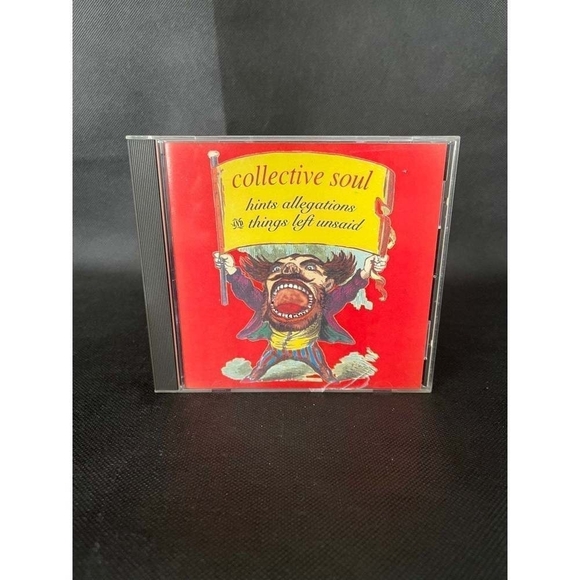 collective soul
hints allegations
& things left unsaid